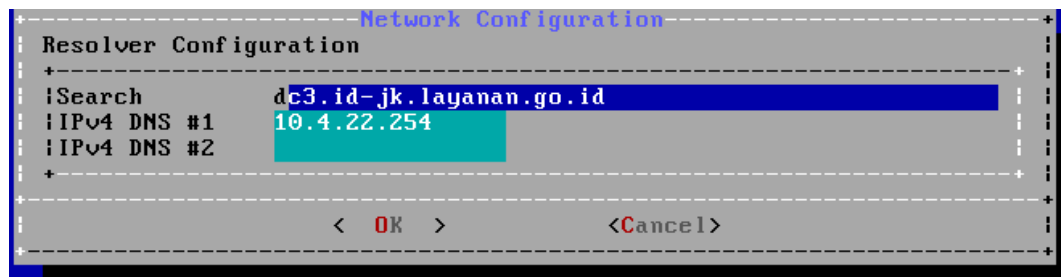 Network Configuration
Resolver Configuration
Search dc3.id-jk.layanan.go.id
IPv4 DNS #1 10.4.22.254
IPv4 DNS #2
< OK > <Cancel>